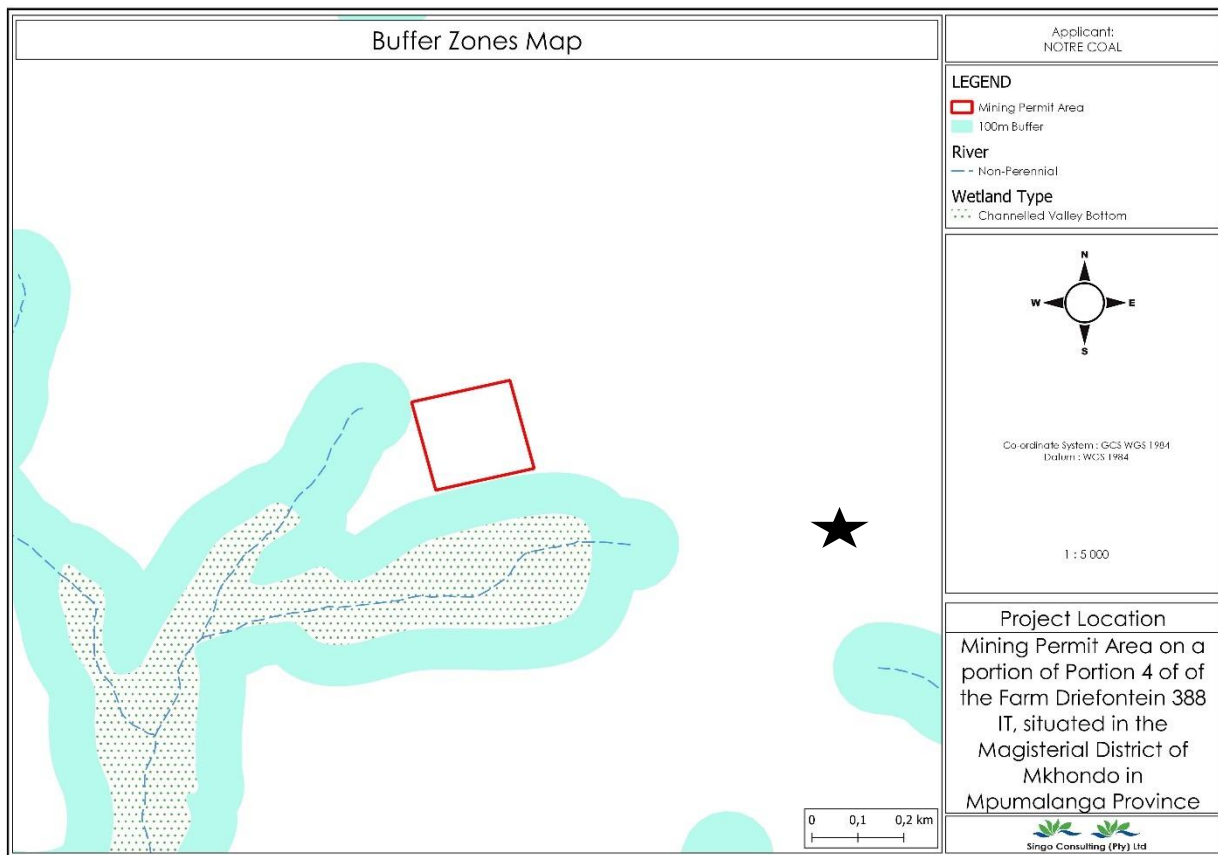 Buffer Zones Map
Applicant:
NOTRE COAL
LEGEND
Mining Permit Area
100m Buffer
River
Non-Perennial
Wetland Type
Channelled Valley Bottom
N
W E
S
Co-ordinate System : GCS WGS 1984
Datum : WGS 1984
1 : 5 000
Project Location
Mining Permit Area on a
portion of Portion 4 of of
the Farm Driefontein 388
IT, situated in the
Magisterial District of
Mkhondo in
Mpumalanga Province
0 0,1 0,2 km
Singo Consulting (Pty) Ltd